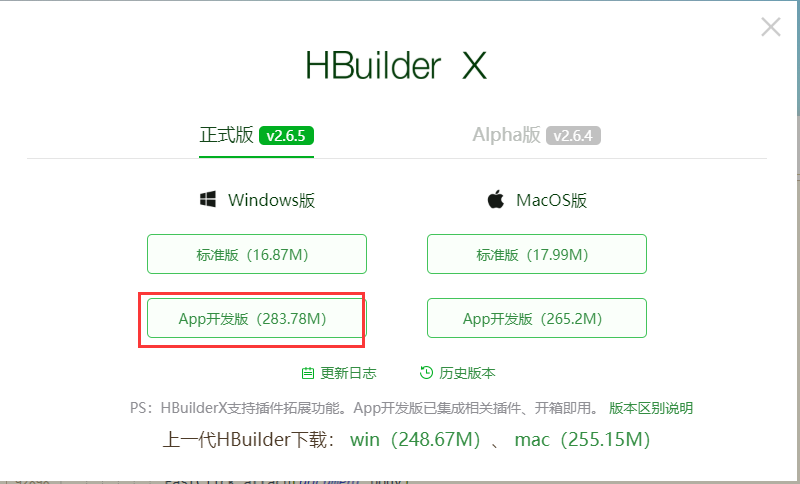 HBuilder X
正式版 v2.6.5 Alpha版 v2.6.4
Windows版 MacOS版
标准版（16.87M） 标准版（17.99M）
App开发版（283.78M） App开发版（265.2M）
更新日志 历史版本
PS：HBuilderX支持插件拓展功能。App开发版已集成相关插件、开箱即用。 版本区别说明
上一代HBuilder下载： win（248.67M）、 mac（255.15M）